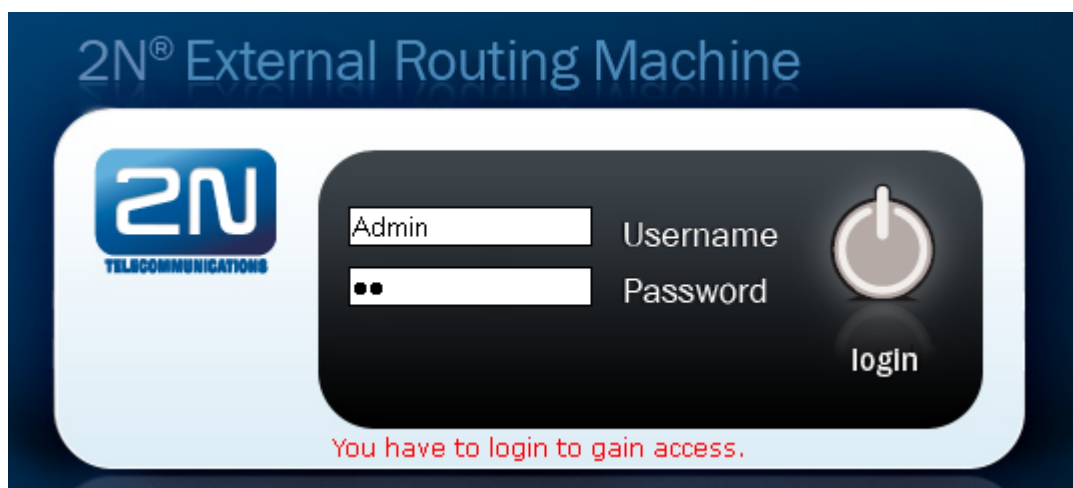 2N® External Routing Machine
2N
TELECOMMUNICATIONS
Admin
Username
●●
Password
login
You have to login to gain access.